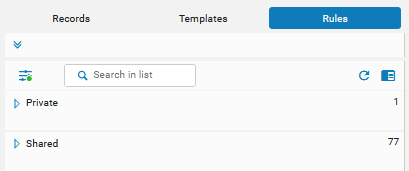 Records Templates Rules
Search in list
Private 1
Shared 77